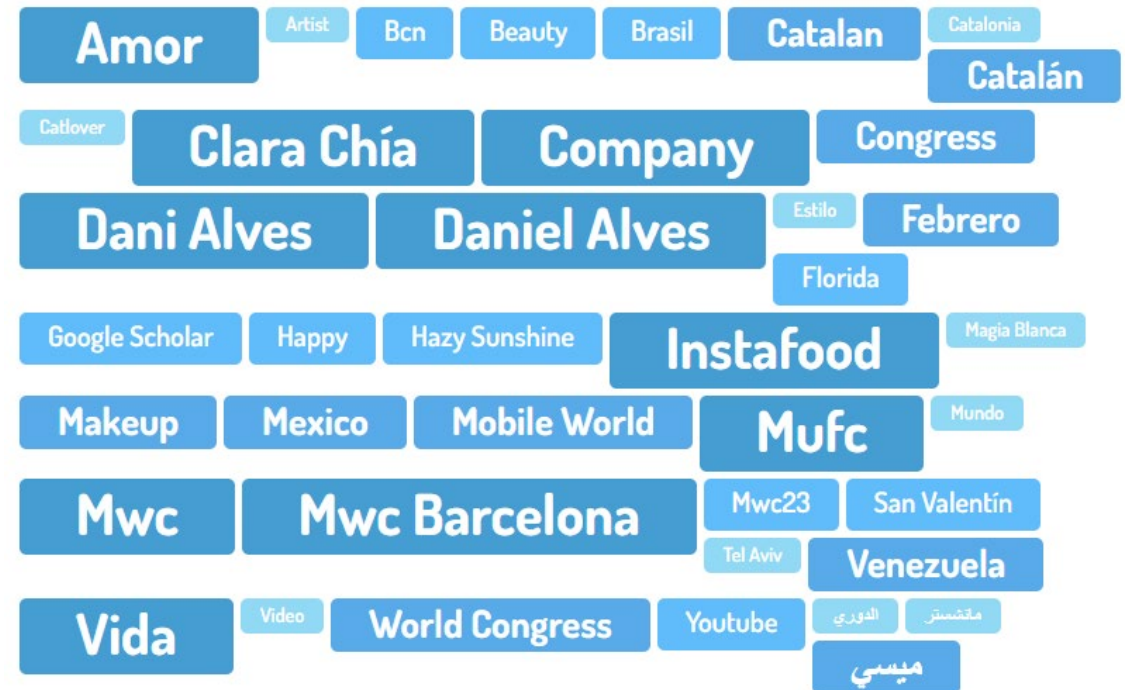 Amor Artist Bcn Beauty Brasil Catalan Catalonia
Catalán
Catlover Clara Chía Company Congress
Dani Alves Daniel Alves Estilo Febrero
Florida
Google Scholar Happy Hazy Sunshine Instafood Magia Blanca
Makeup Mexico Mobile World Mufc Mundo
Mwc Mwc Barcelona Mwc23 San Valentín
Tel Aviv Venezuela
Vida Video World Congress Youtube الدوري مانشستر
ميسي